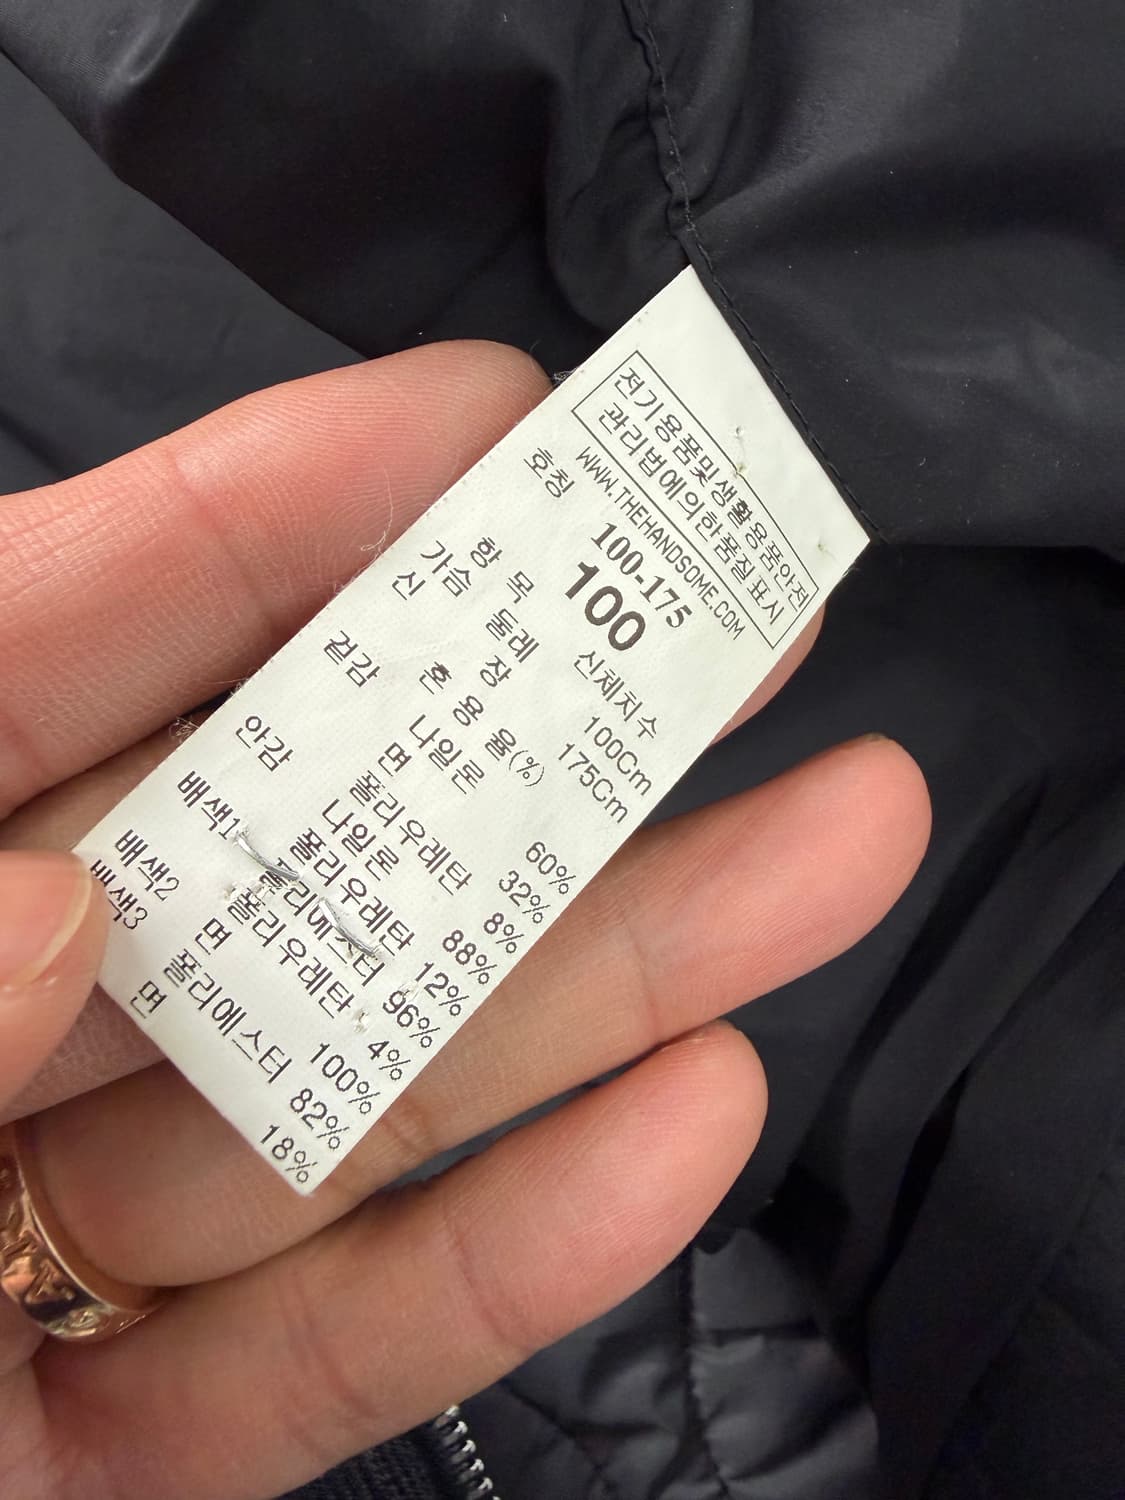 전기용품및생활용품안전
관리법에의한품질표시
WWW.THEHANDSOME.COM
호칭 100-175
100
항 목 신체치수
가슴 둘레 100Cm
신 장 175Cm
혼 용 율(%)
겉감 나일론 60%
면 32%
폴리우레탄 8%
안감 나일론 88%
폴리우레탄 12%
배색1 폴리에스터 96%
폴리우레탄 4%
배색2 면 100%
배색3 폴리에스터 82%
면 18%